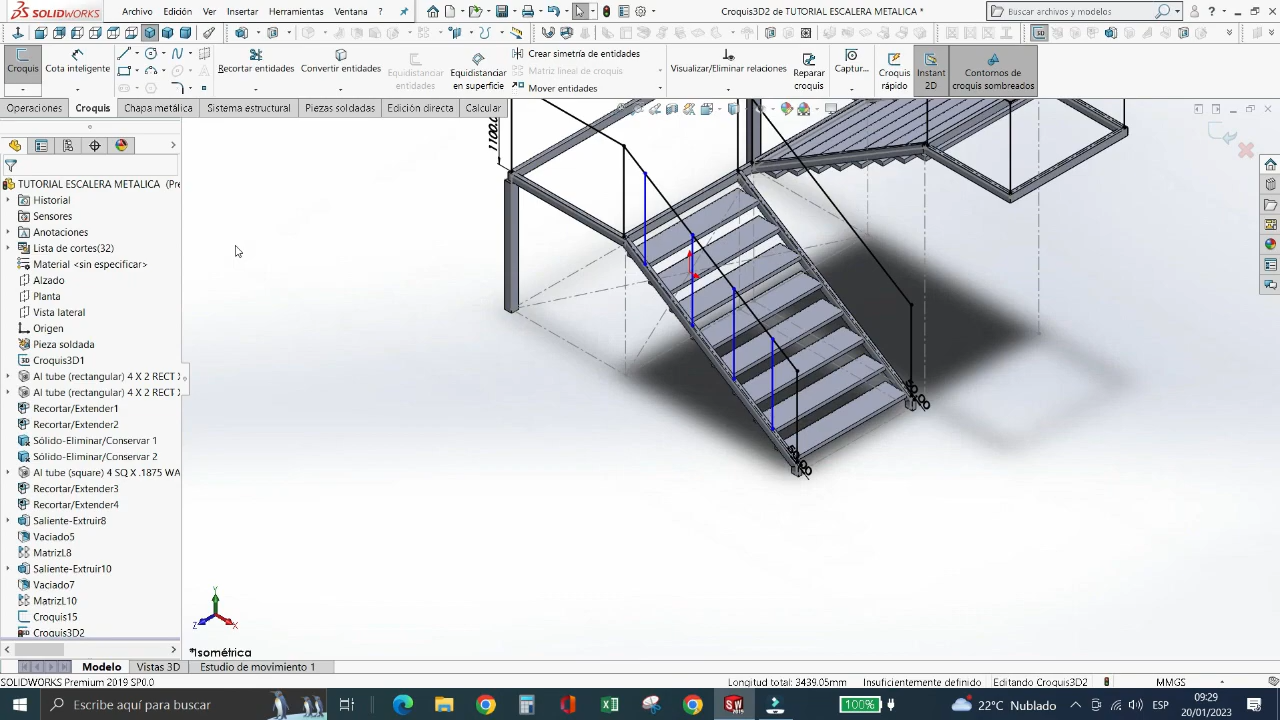 SOLIDWORKS
Archivo Edición Ver Insertar Herramientas Ventana ?
Croquis3D2 de TUTORIAL ESCALERA METALICA *
Buscar archivos y modelos
Croquis
Cota inteligente
Recortar entidades
Convertir entidades
Equidistanciar entidades
Equidistanciar en superficie
Crear simetría de entidades
Matriz lineal de croquis
Mover entidades
Visualizar/Eliminar relaciones
Reparar croquis
Captur...
Croquis rápido
Instant 2D
Contornos de croquis sombreados
Operaciones Croquis Chapa metálica Sistema estructural Piezas soldadas Edición directa Calcular
TUTORIAL ESCALERA METALICA (Pre
Historial
Sensores
Anotaciones
Lista de cortes(32)
Material <sin especificar>
Alzado
Planta
Vista lateral
Origen
Pieza soldada
Croquis3D1
Al tube (rectangular) 4 X 2 RECT X
Al tube (rectangular) 4 X 2 RECT X
Recortar/Extender1
Recortar/Extender2
Sólido-Eliminar/Conservar 1
Sólido-Eliminar/Conservar 2
Al tube (square) 4 SQ X .1875 WA
Recortar/Extender3
Recortar/Extender4
Saliente-Extruir8
Vaciado5
MatrizL8
Saliente-Extruir10
Vaciado7
MatrizL10
Croquis15
Croquis3D2
Y
Z
X
*Isométrica
Modelo Vistas 3D Estudio de movimiento 1
SOLIDWORKS Premium 2019 SP0.0
Longitud total: 3439.05mm Insuficientemente definido Editando Croquis3D2 MMGS
Escribe aquí para buscar
100%
22°C Nublado
ESP
09:29
20/01/2023